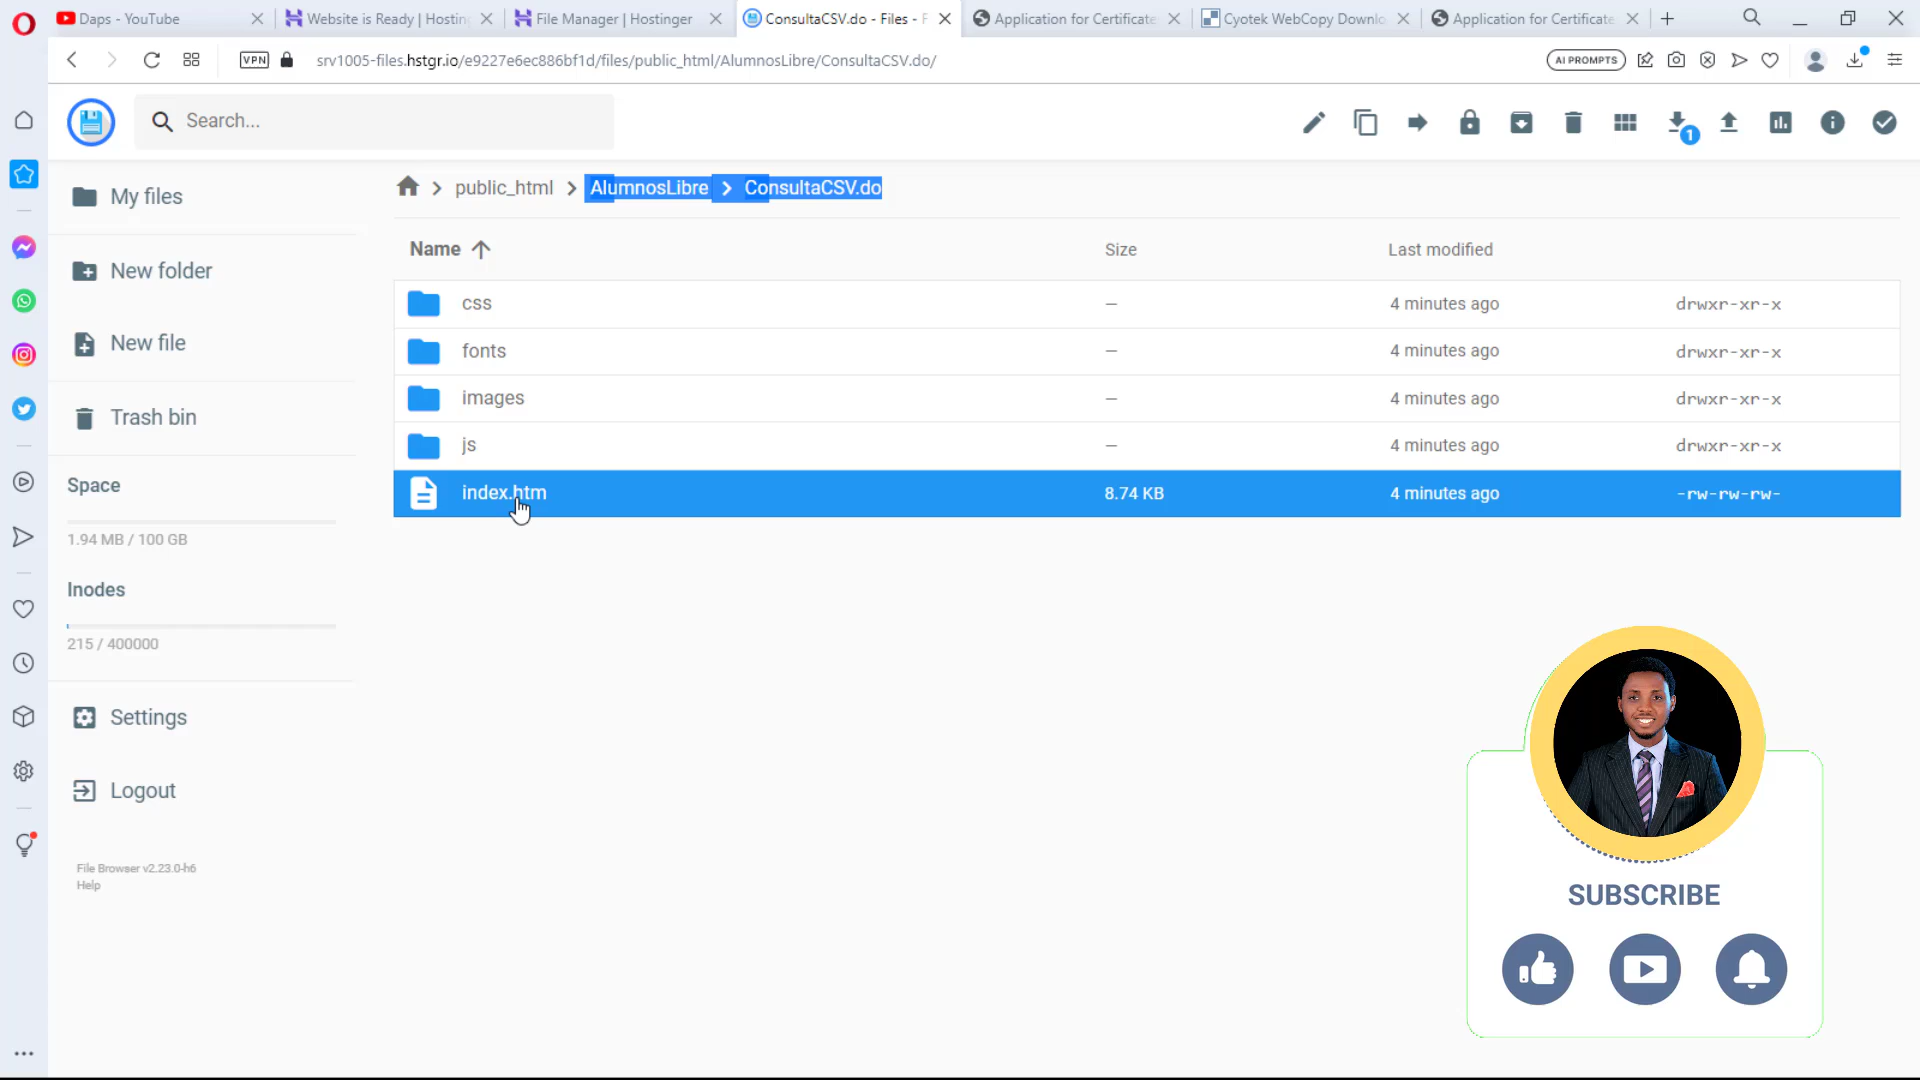 Daps - YouTube
Website is Ready | Hostin
File Manager | Hostinger
ConsultaCSV.do - Files - F
Application for Certificate
Cyotek WebCopy Downlo
Application for Certificate
VPN
srv1005-files.hstgr.io/e9227e6ec886bf1d/files/public_html/AlumnosLibre/ConsultaCSV.do/
AI PROMPTS
Search...
1
My files
New folder
New file
Trash bin
Space
1.94 MB / 100 GB
Inodes
215 / 400000
Settings
Logout
File Browser v2.23.0-h6
Help
public_html
AlumnosLibre
ConsultaCSV.do
Name Size Last modified
css — 4 minutes ago drwxr-xr-x
fonts — 4 minutes ago drwxr-xr-x
images — 4 minutes ago drwxr-xr-x
js — 4 minutes ago drwxr-xr-x
index.htm 8.74 KB 4 minutes ago -rw-rw-rw-
SUBSCRIBE